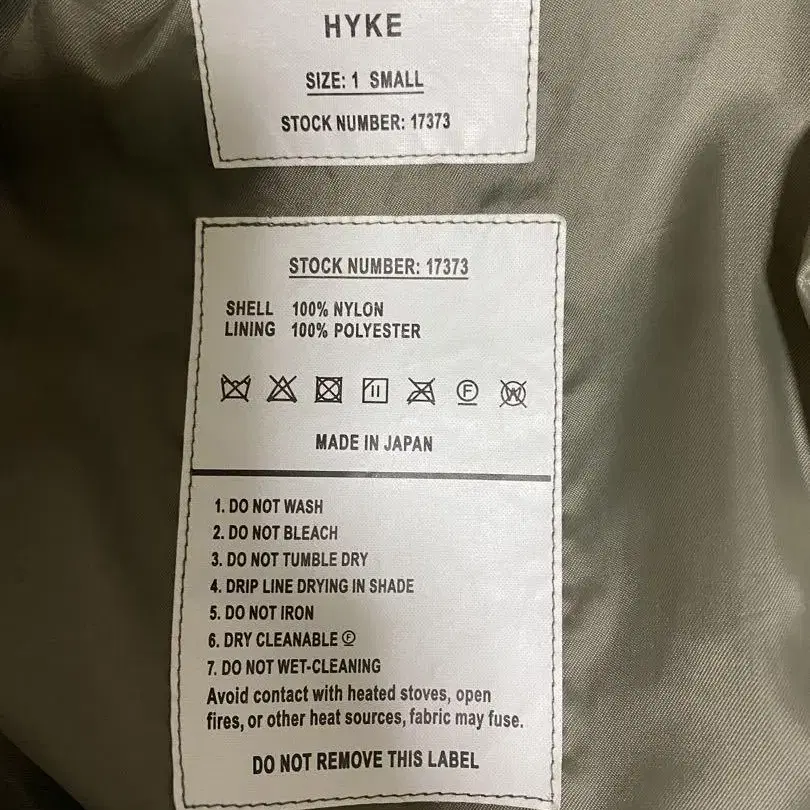 HYKE
SIZE: 1 SMALL
STOCK NUMBER: 17373
STOCK NUMBER: 17373
SHELL 100% NYLON
LINING 100% POLYESTER
F W
MADE IN JAPAN
1. DO NOT WASH
2. DO NOT BLEACH
3. DO NOT TUMBLE DRY
4. DRIP LINE DRYING IN SHADE
5. DO NOT IRON
6. DRY CLEANABLE Ⓕ
7. DO NOT WET-CLEANING
Avoid contact with heated stoves, open
fires, or other heat sources, fabric may fuse.
DO NOT REMOVE THIS LABEL